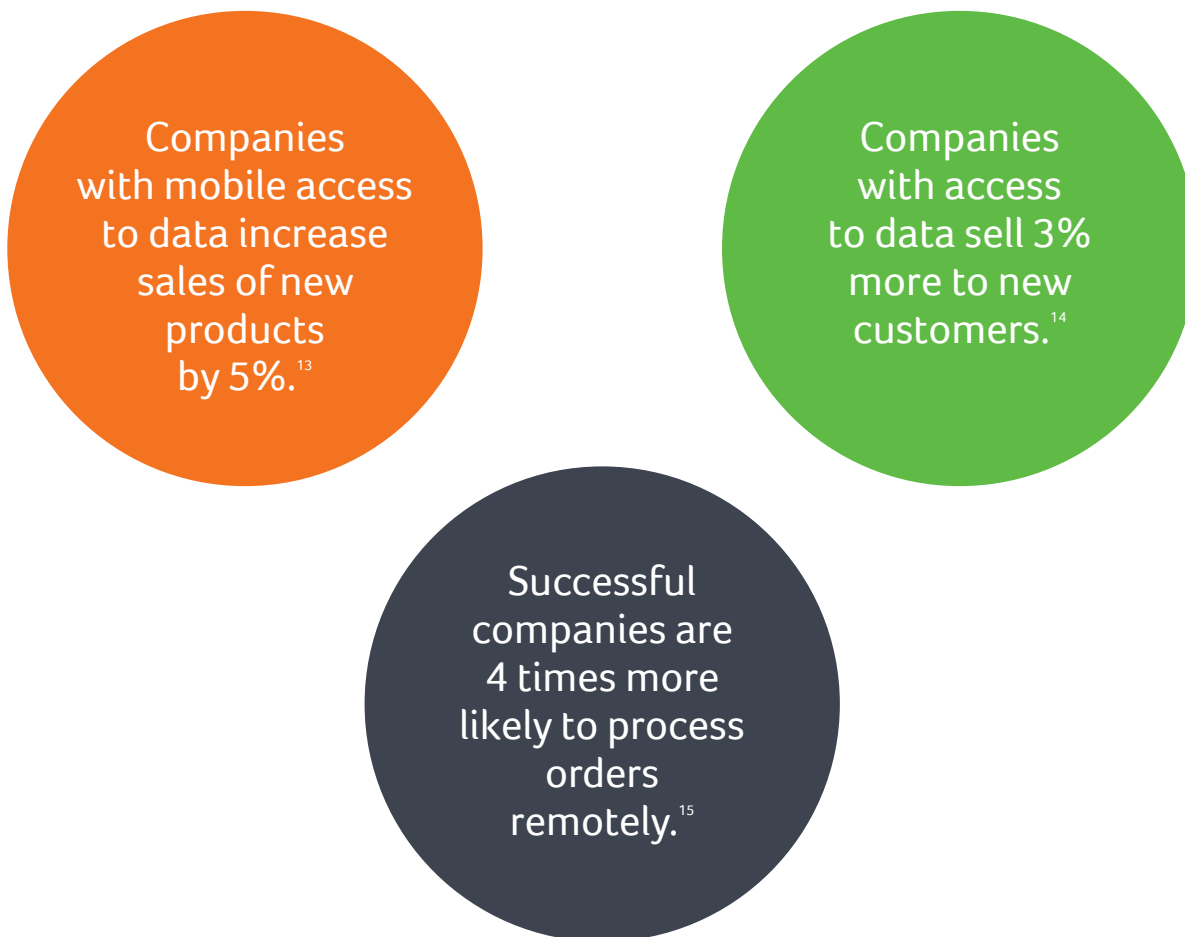 Companies
with mobile access
to data increase
sales of new
products
by 5%.13
Companies
with access
to data sell 3%
more to new
customers.14
Successful
companies are
4 times more
likely to process
orders
remotely.15